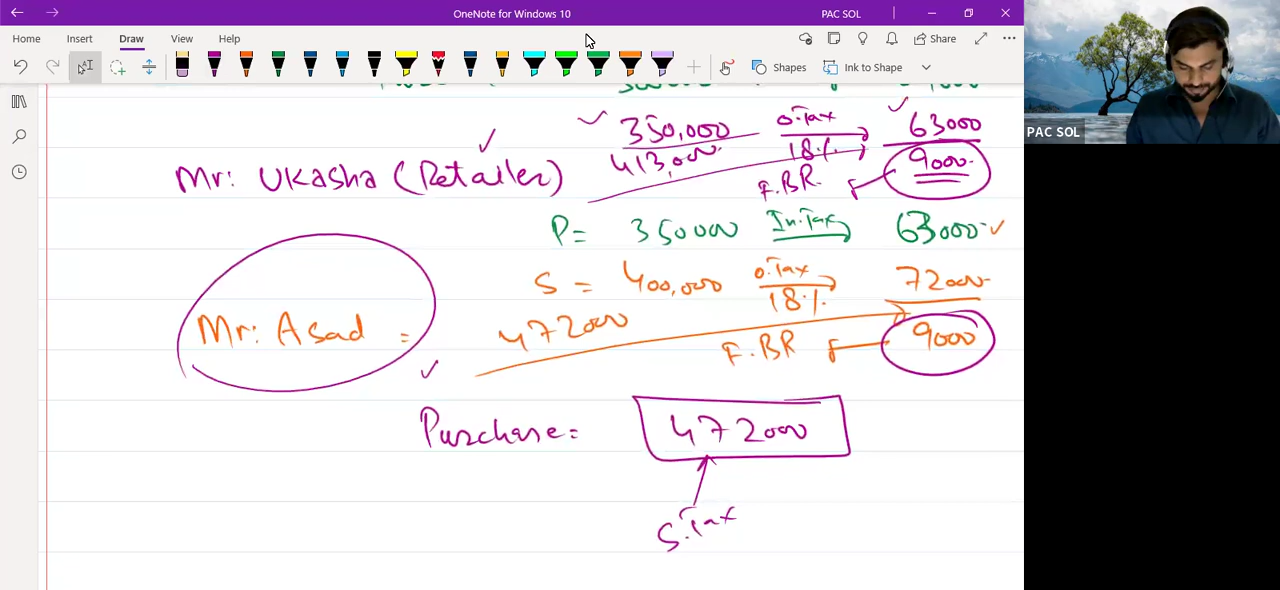 OneNote for Windows 10
PAC SOL
Home Insert Draw View Help
Share
Shapes Ink to Shape
PAC SOL
350,000 O.Tax 63000
413,000 18% 9000
Mr: UKasha (Retailer)
F.BR.
P= 350000 In.Tax 63000
S = 400,000 O.Tax 72000
18%
Mr: Asad = 472000 9000
F.BR
Purchase= 472000
S.Tax